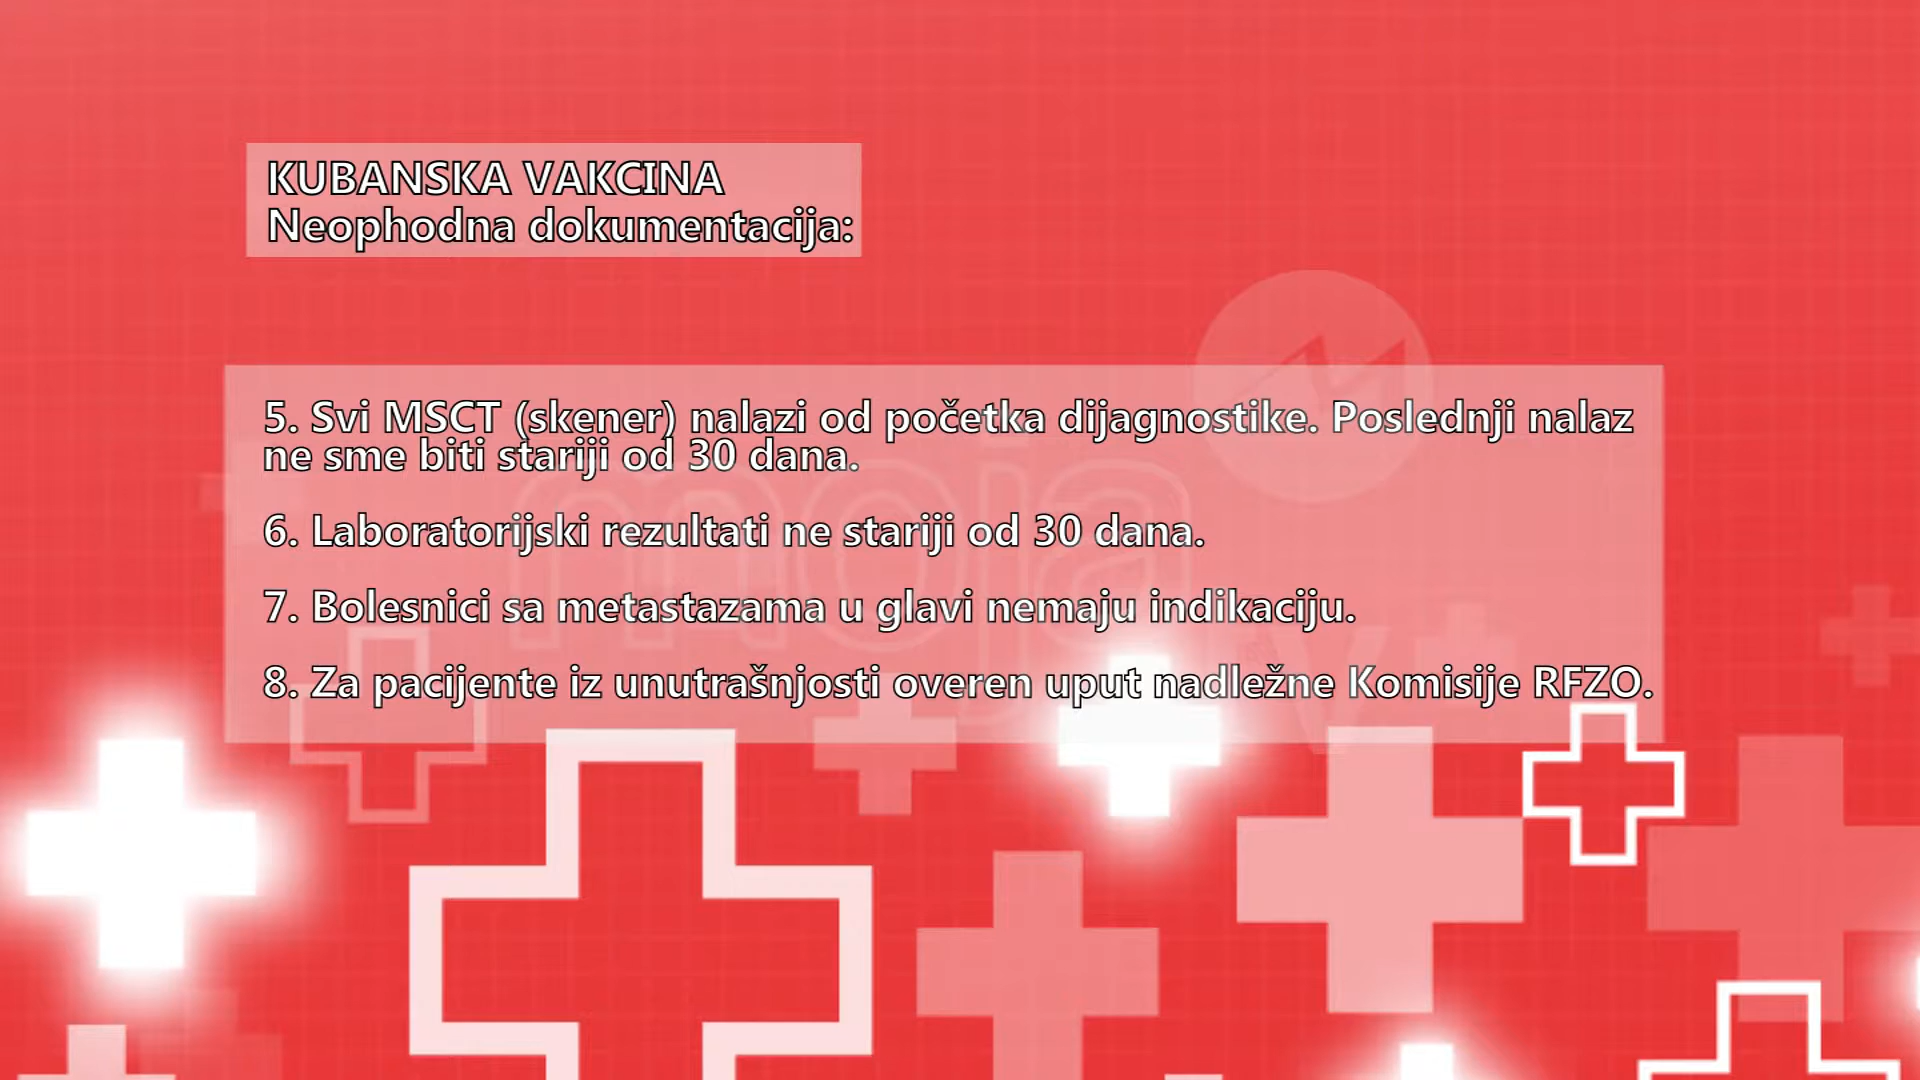 KUBANSKA VAKCINA
Neophodna dokumentacija:
5. Svi MSCT (skener) nalazi od početka dijagnostike. Poslednji nalaz
ne sme biti stariji od 30 dana.
6. Laboratorijski rezultati ne stariji od 30 dana.
7. Bolesnici sa metastazama u glavi nemaju indikaciju.
8. Za pacijente iz unutrašnjosti overen uput nadležne Komisije RFZO.
moja